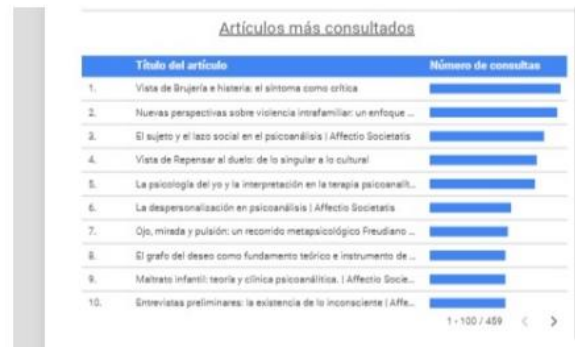 Artículos más consultados
Título del artículo Número de consultas
1. Vista de Brujería e histeria: el síntoma como crítica
2. Nuevas perspectivas sobre violencia intrafamiliar: un enfoque ...
3. El sujeto y el lazo social en el psicoanálisis | Affectio Societatis
4. Vista de Repensar al duelo: de lo singular a lo cultural
5. La psicología del yo y la interpretación en la terapia psicoanalít...
6. La despersonalización en psicoanálisis | Affectio Societatis
7. Ojo, mirada y pulsión: un recorrido metapsicológico Freudiano ...
8. El grafo del deseo como fundamento teórico e instrumento de ...
9. Maltrato infantil: teoría y clínica psicoanálitica. | Affectio Socie...
10. Entrevistas preliminares: la existencia de lo inconsciente | Affe...
1 - 100 / 459